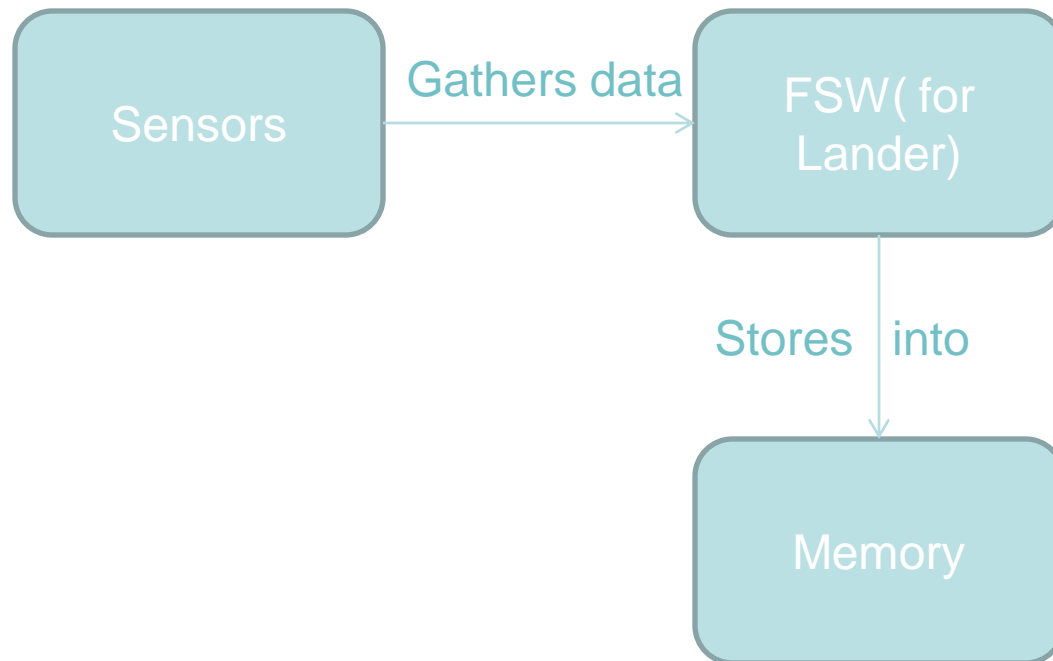 Sensors
Gathers data
FSW( for
Lander)
Stores into
Memory